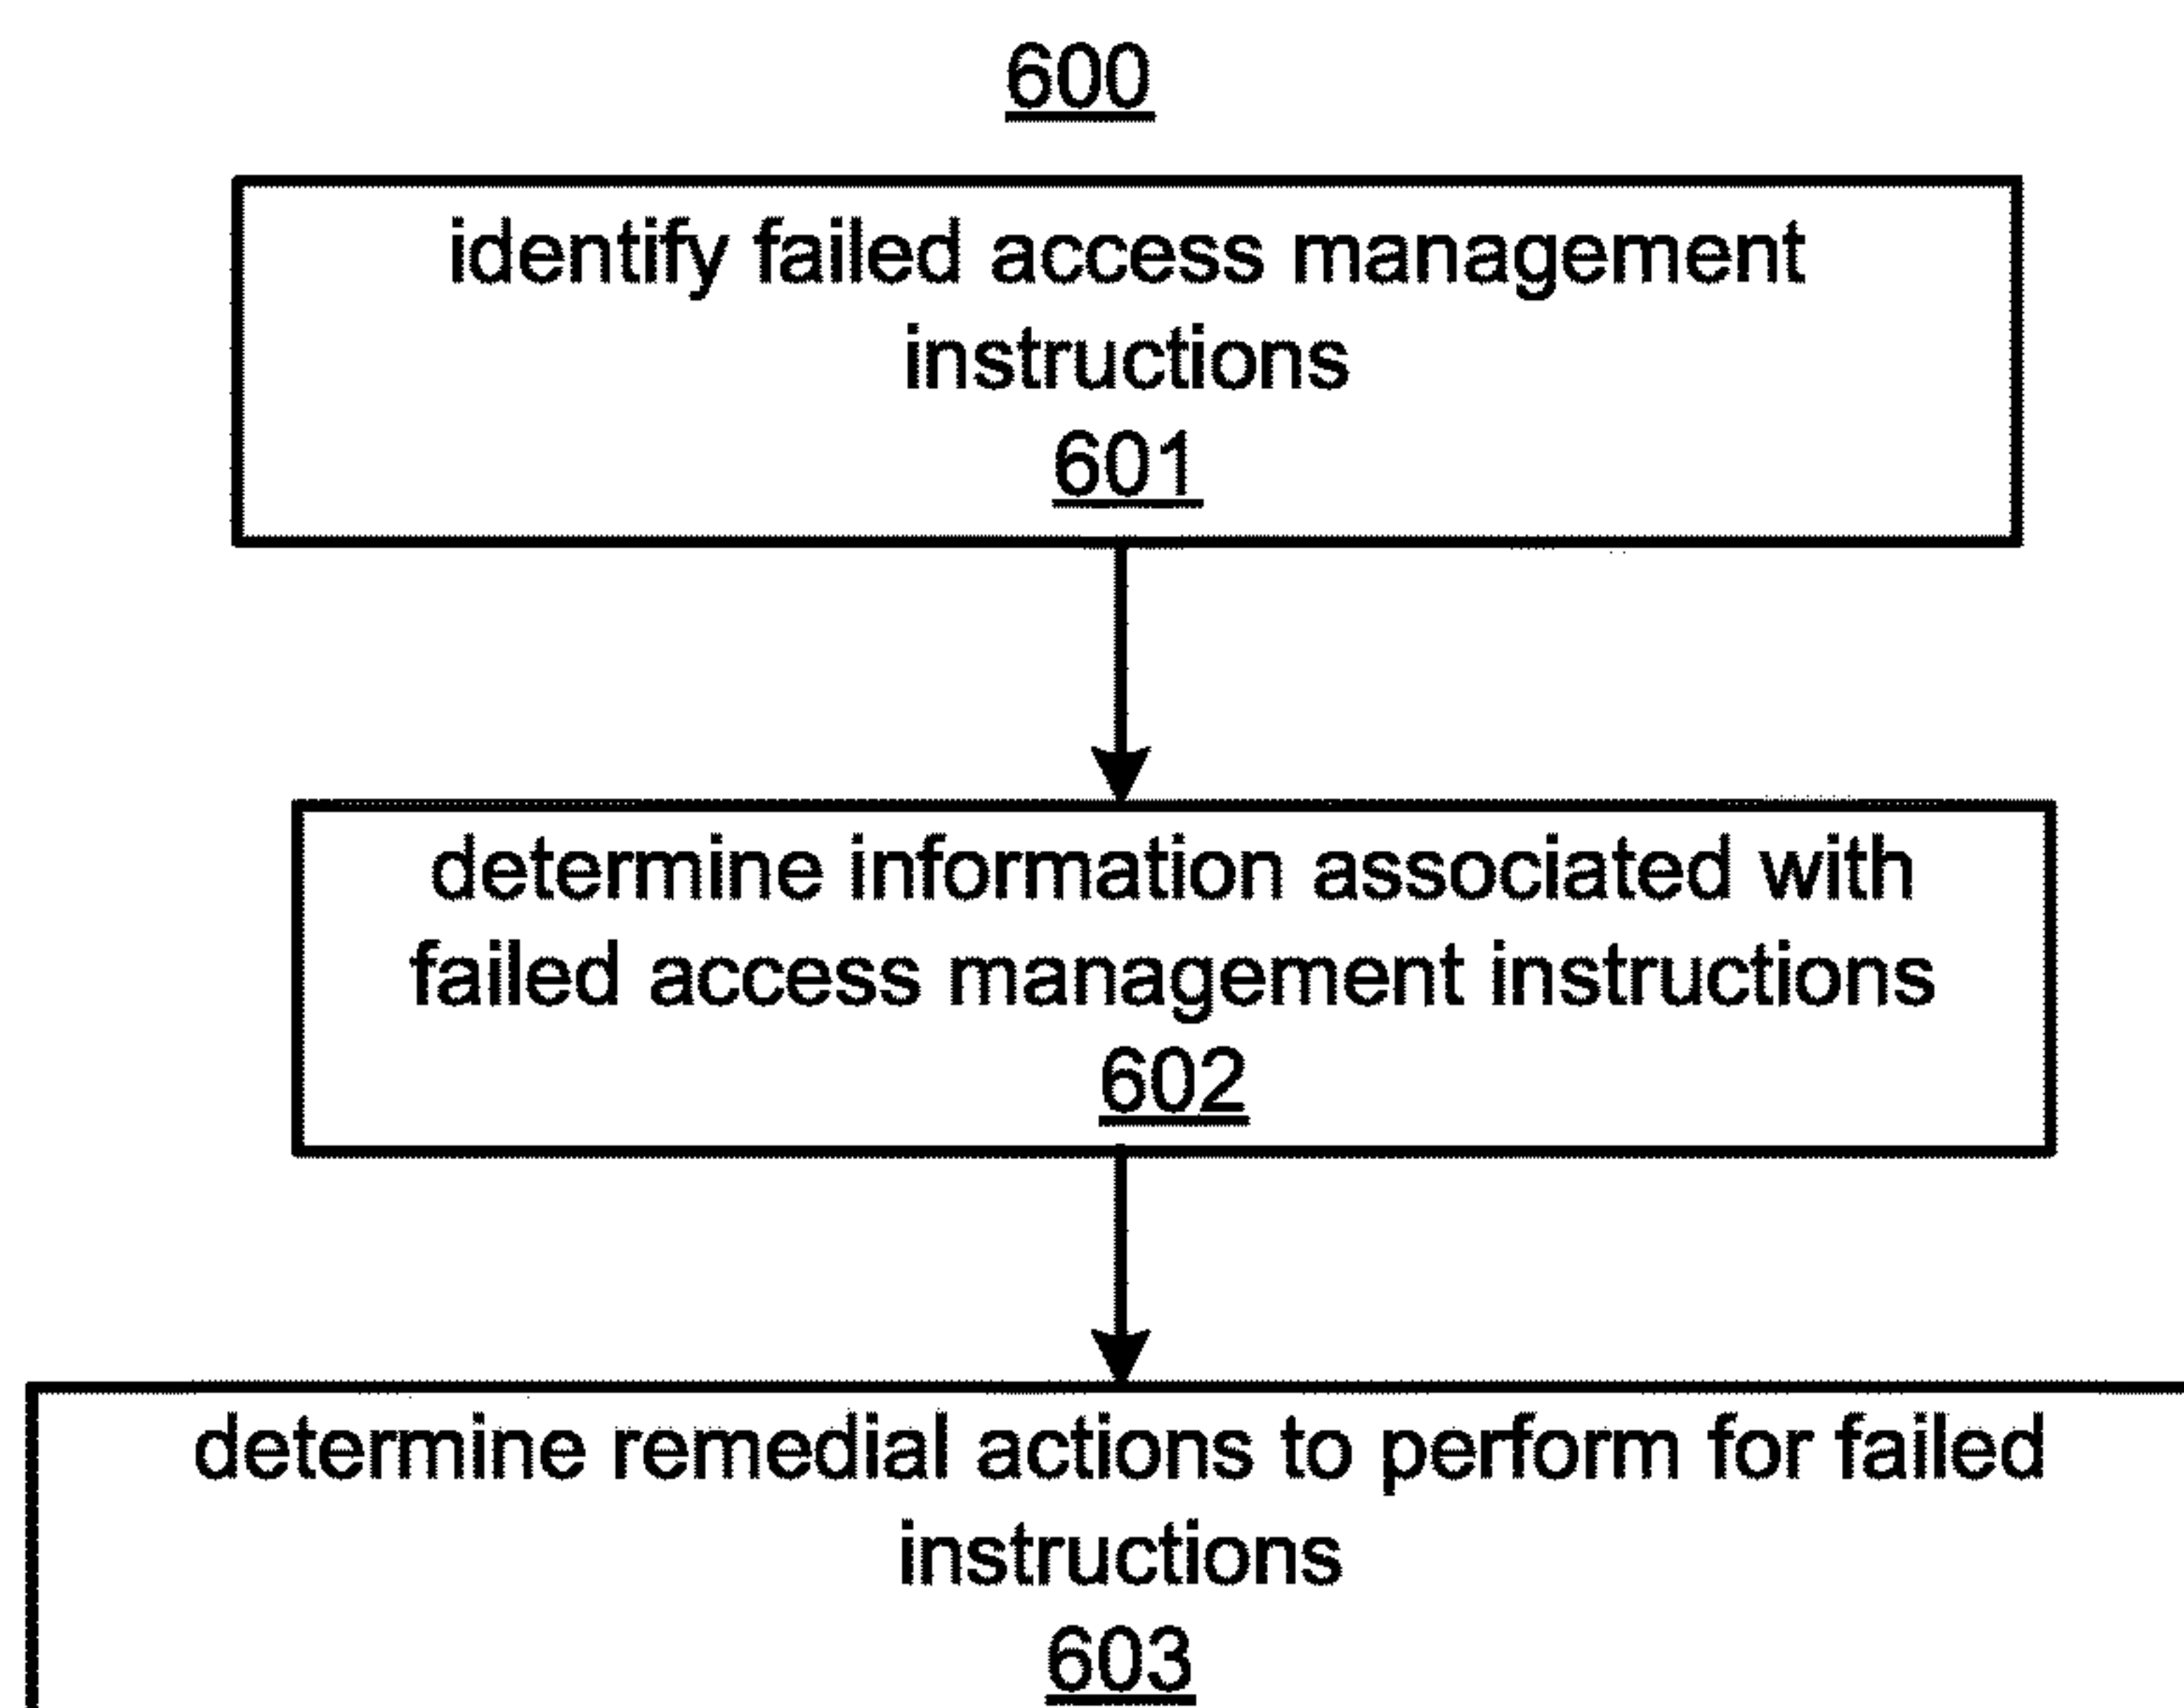 600
identify failed access management
instructions
601
determine information associated with
failed access management instructions
602
determine remedial actions to perform for failed
instructions
603